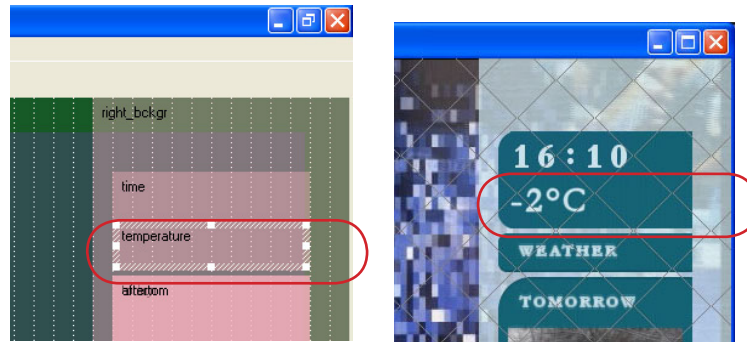 right_bckgr
time
temperature
16:10
-2°C
WEATHER
TOMORROW